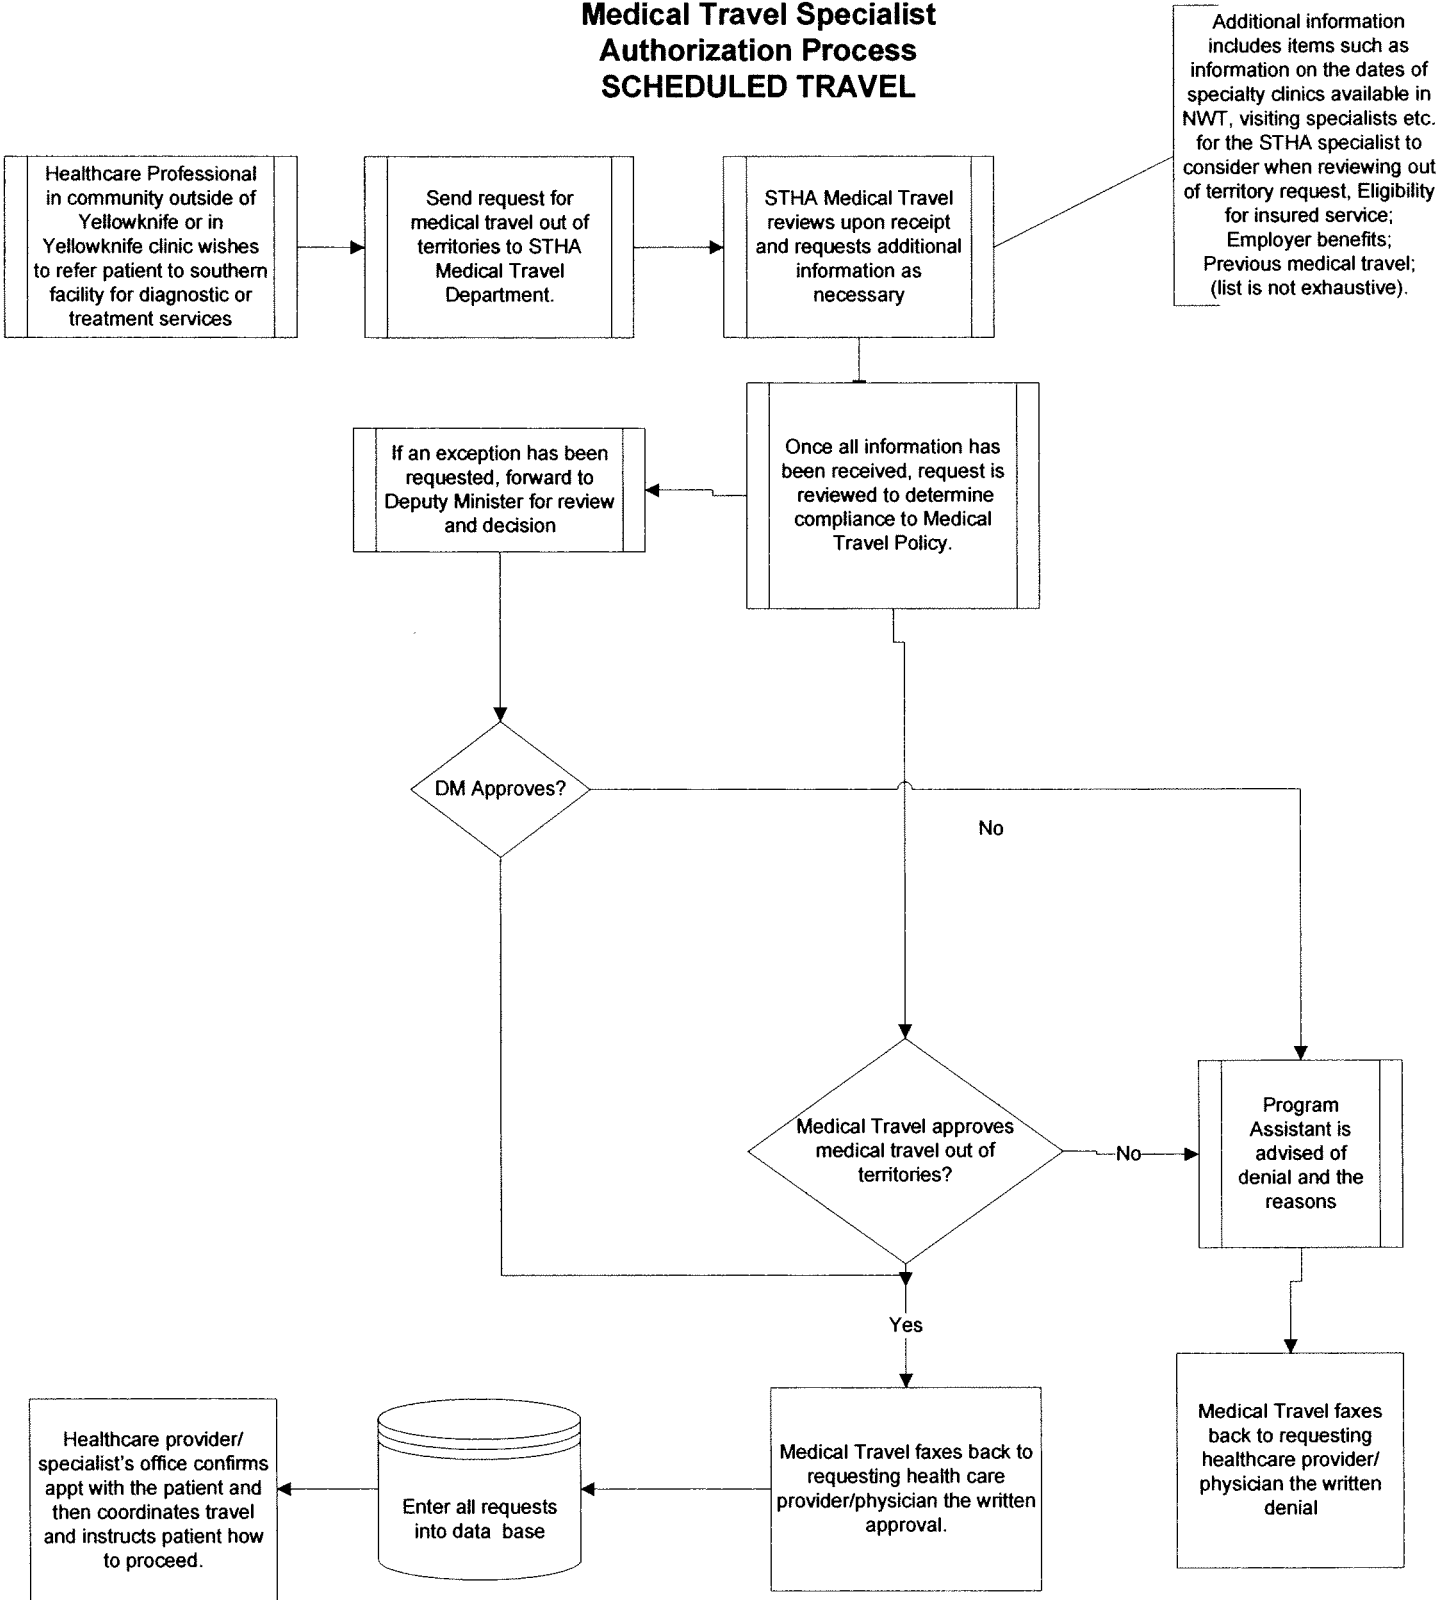 Medical Travel Specialist
Authorization Process
SCHEDULED TRAVEL
Additional information
includes items such as
information on the dates of
specialty clinics available in
NWT, visiting specialists etc.
for the STHA specialist to
consider when reviewing out
of territory request, Eligibility
for insured service;
Employer benefits;
Previous medical travel;
(list is not exhaustive).
Healthcare Professional
in community outside of
Yellowknife or in
Yellowknife clinic wishes
to refer patient to southern
facility for diagnostic or
treatment services
Send request for
medical travel out of
territories to STHA
Medical Travel
Department.
STHA Medical Travel
reviews upon receipt
and requests additional
information as
necessary
If an exception has been
requested, forward to
Deputy Minister for review
and decision
Once all information has
been received, request is
reviewed to determine
compliance to Medical
Travel Policy.
DM Approves?
No
Medical Travel approves
medical travel out of
territories?
No
Program
Assistant is
advised of
denial and the
reasons
Yes
Healthcare provider/
specialist's office confirms
appt with the patient and
then coordinates travel
and instructs patient how
to proceed.
Enter all requests
into data base
Medical Travel faxes back to
requesting health care
provider/physician the written
approval.
Medical Travel faxes
back to requesting
healthcare provider/
physician the written
denial